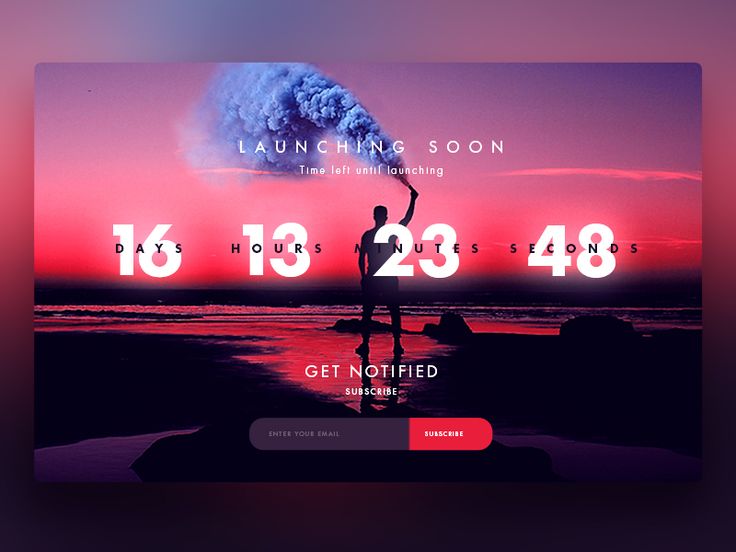 LAUNCHING SOON
Time left until launching
16 13 23 48
DAYS HOURS MINUTES SECONDS
GET NOTIFIED
SUBSCRIBE
ENTER YOUR EMAIL SUBSCRIBE